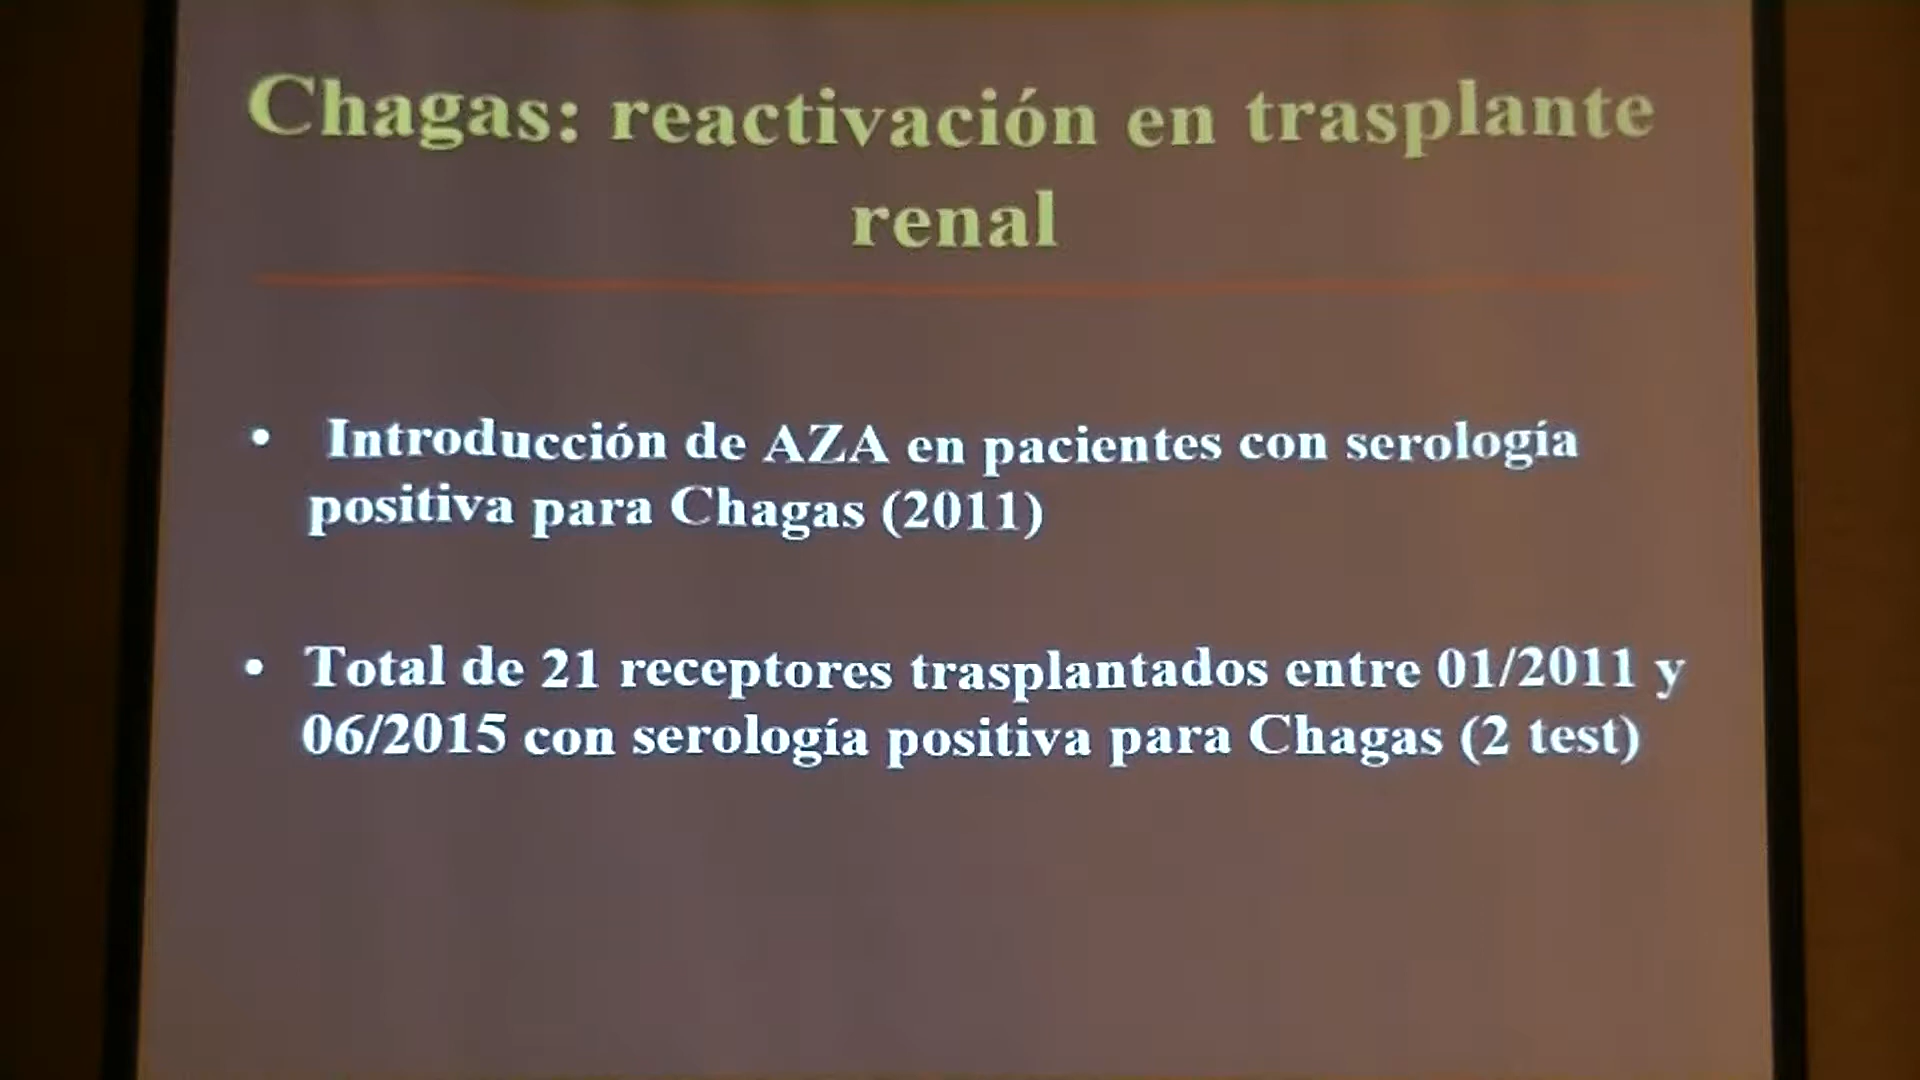 Chagas: reactivación en trasplante
renal
• Introducción de AZA en pacientes con serología
positiva para Chagas (2011)
• Total de 21 receptores trasplantados entre 01/2011 y
06/2015 con serología positiva para Chagas (2 test)